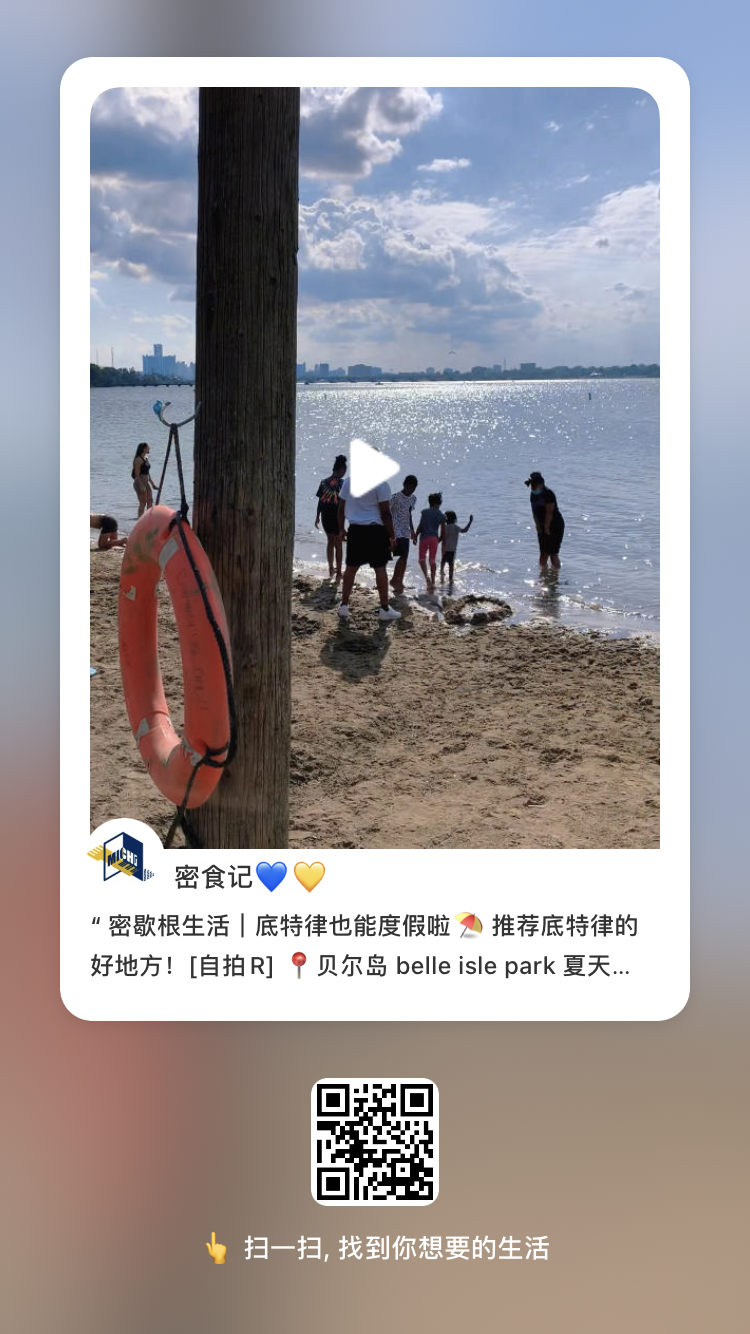 MICHI
密食记💙💛
“ 密歇根生活｜底特律也能度假啦⛱️ 推荐底特律的
好地方！[自拍R] 📍贝尔岛 belle isle park 夏天...
👆 扫一扫, 找到你想要的生活